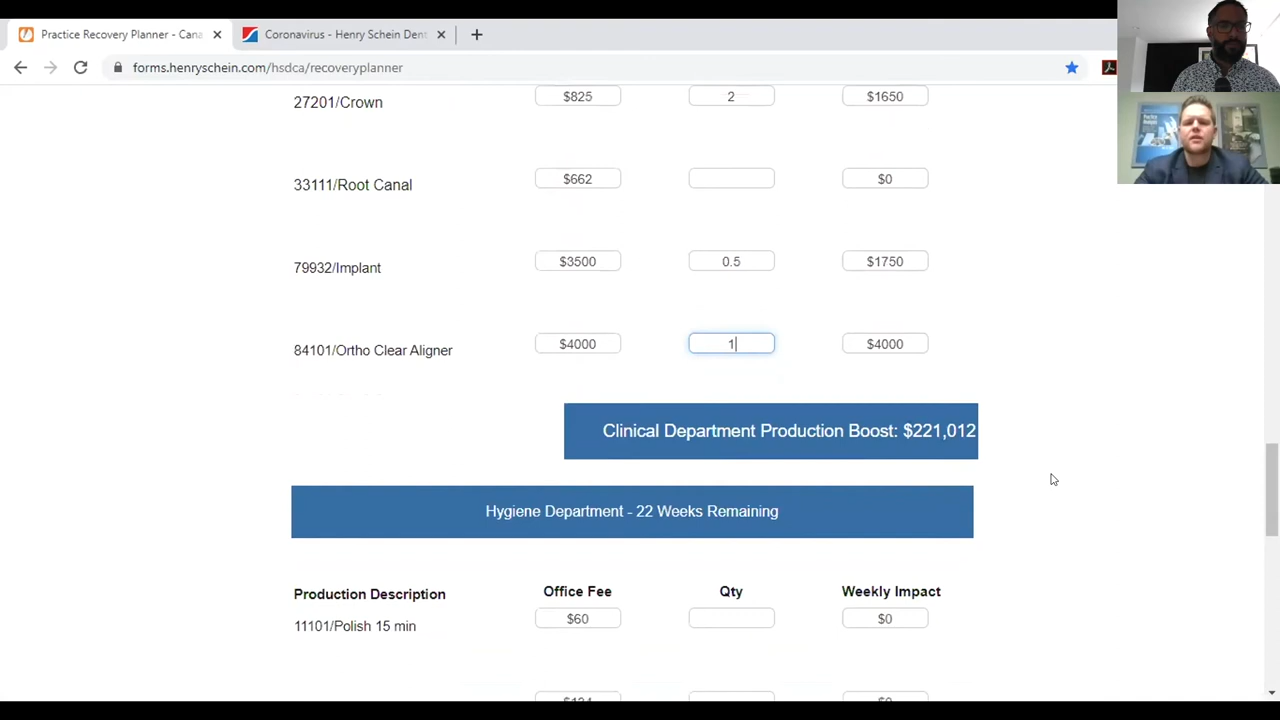 Practice Recovery Planner - Cana
Coronavirus - Henry Schein Dent
forms.henryschein.com/hsdca/recoveryplanner
27201/Crown $825 2 $1650
33111/Root Canal $662 $0
79932/Implant $3500 0.5 $1750
84101/Ortho Clear Aligner $4000 1 $4000
Clinical Department Production Boost: $221,012
Hygiene Department - 22 Weeks Remaining
Production Description Office Fee Qty Weekly Impact
11101/Polish 15 min $60 $0